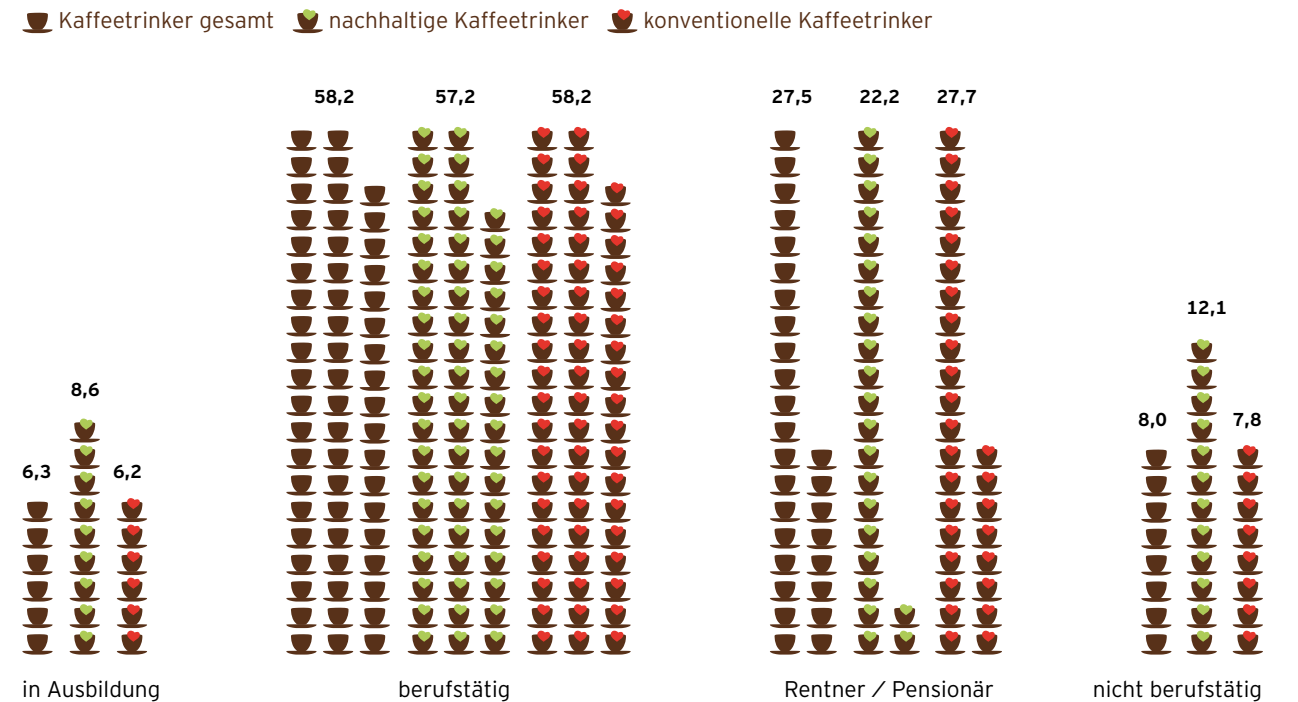 Kaffeetrinker gesamt nachhaltige Kaffeetrinker konventionelle Kaffeetrinker
58,2 57,2 58,2 27,5 22,2 27,7
12,1
8,6
8,0 7,8
6,3 6,2
in Ausbildung berufstätig Rentner / Pensionär nicht berufstätig